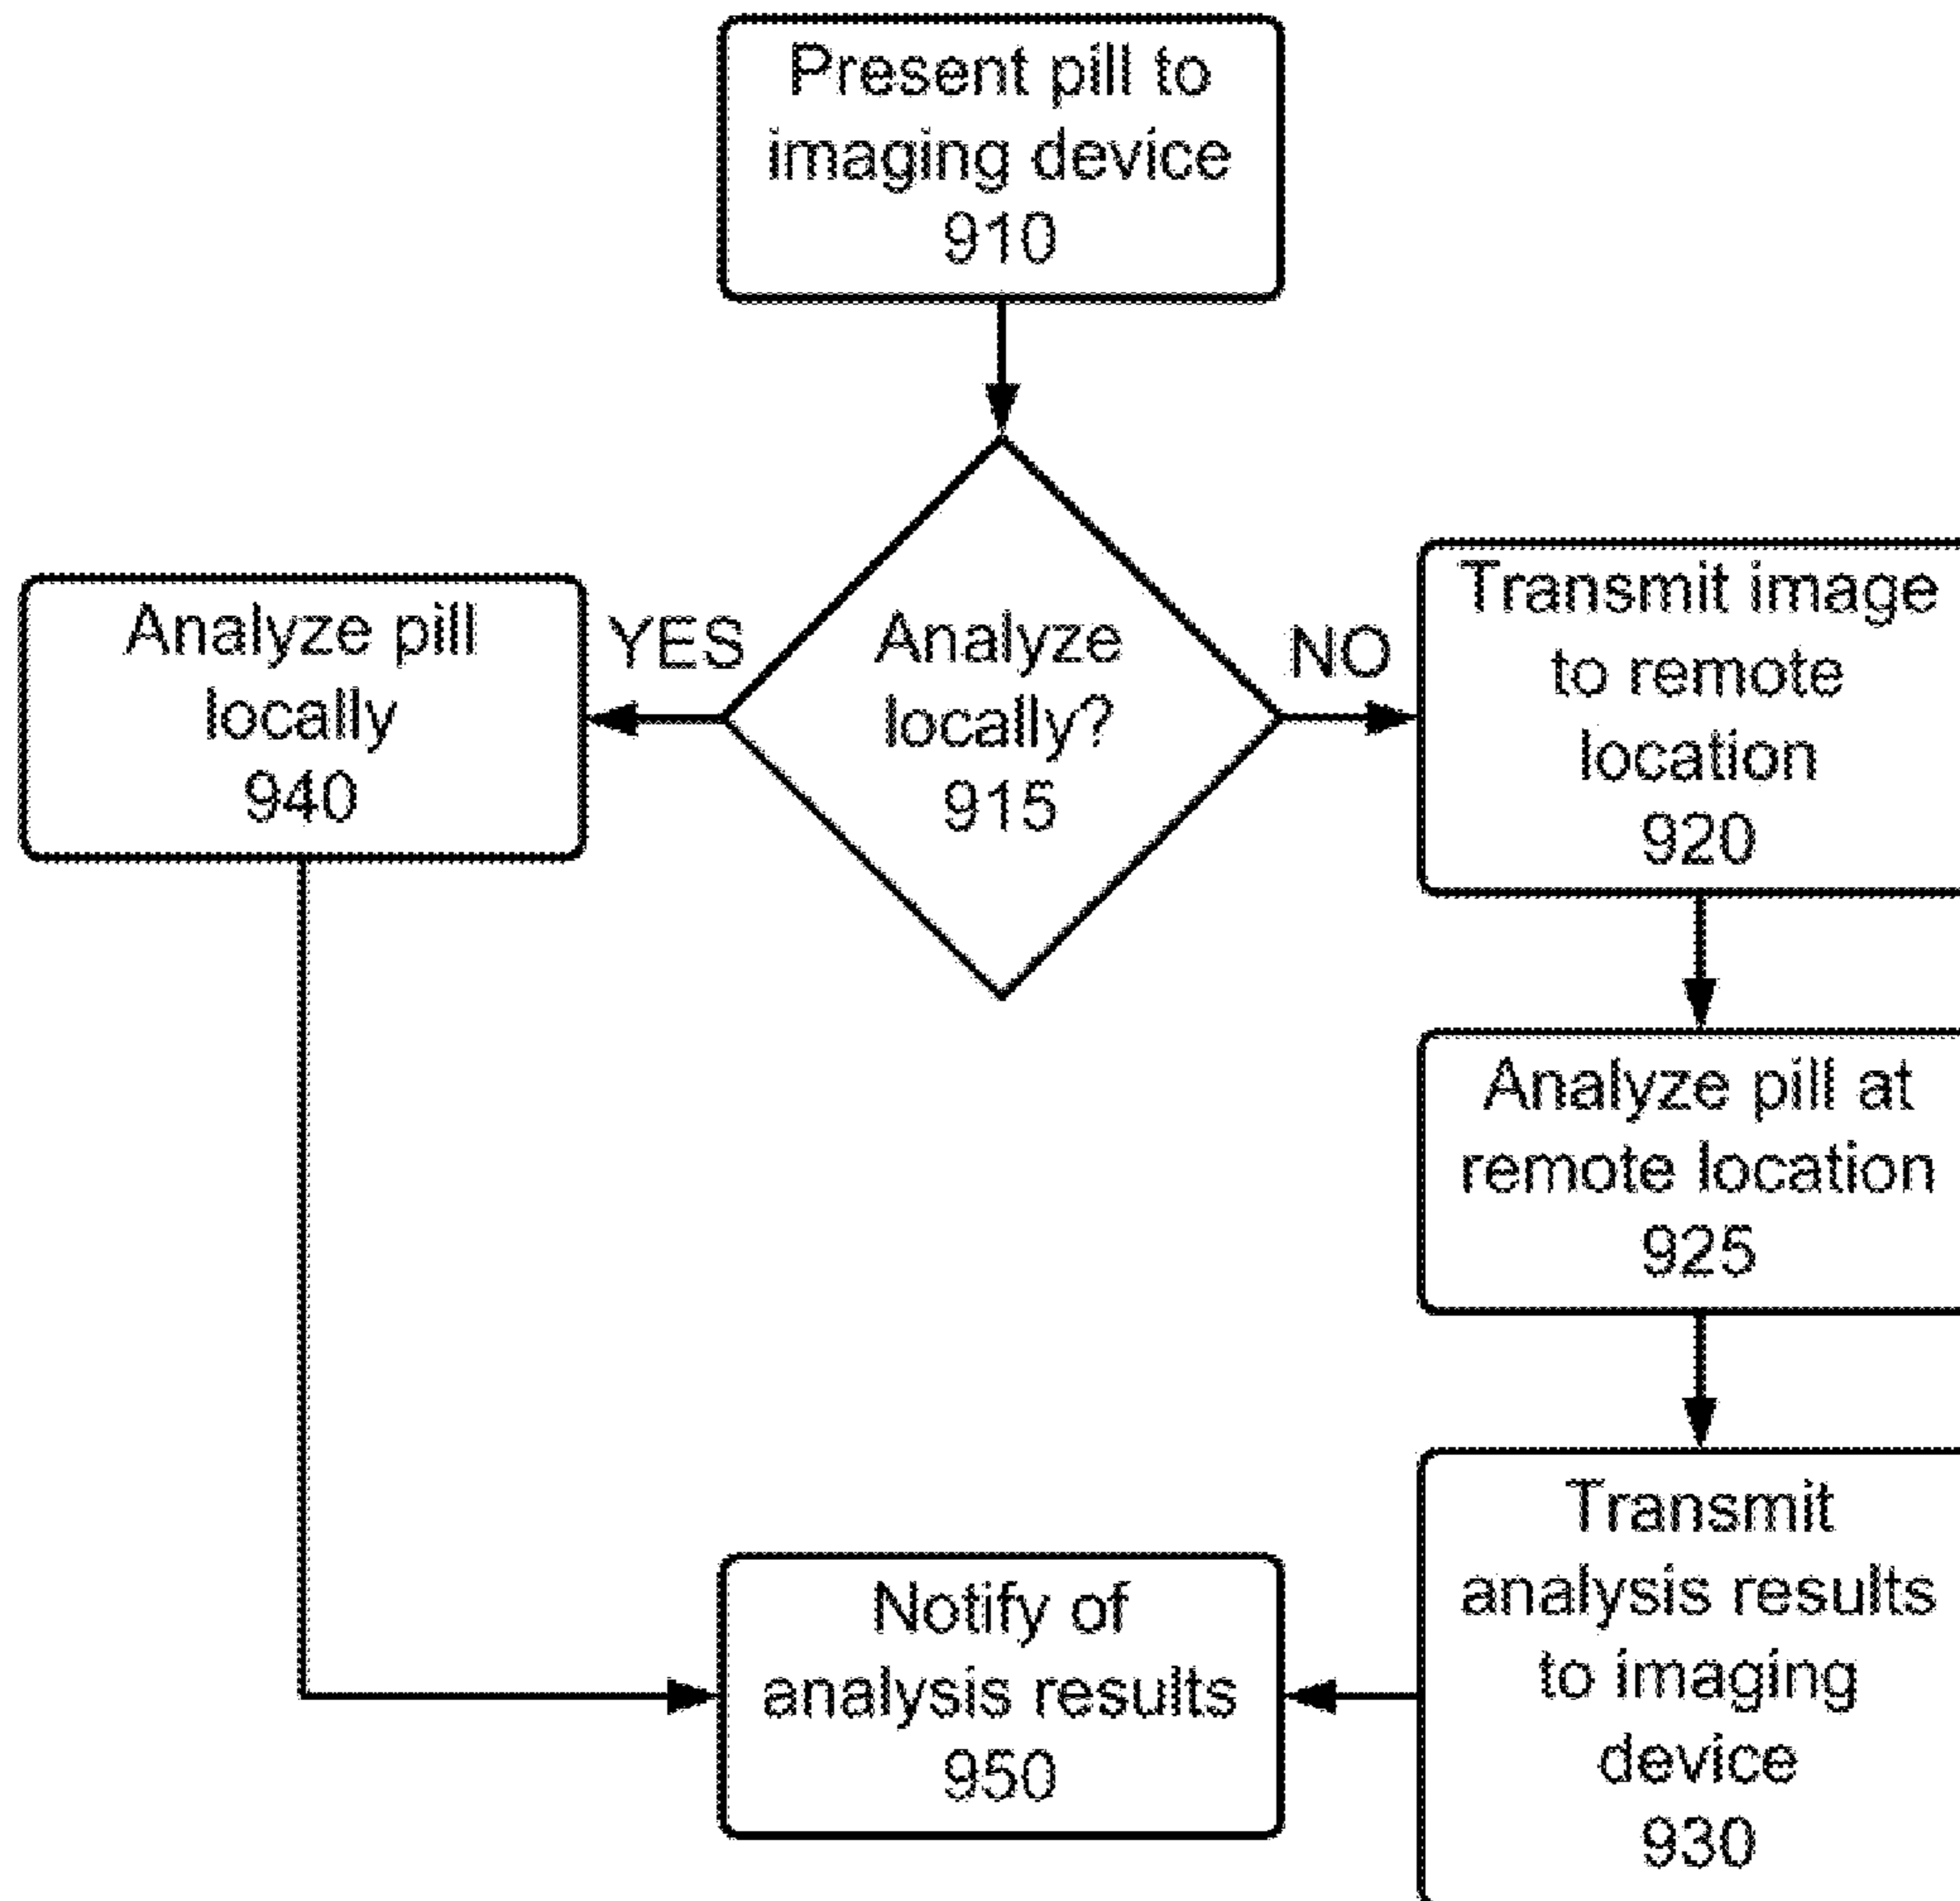 Present pill to
imaging device
910
Analyze
locally?
915
YES
NO
Analyze pill
locally
940
Transmit image
to remote
location
920
Analyze pill at
remote location
925
Transmit
analysis results
to imaging
device
930
Notify of
analysis results
950